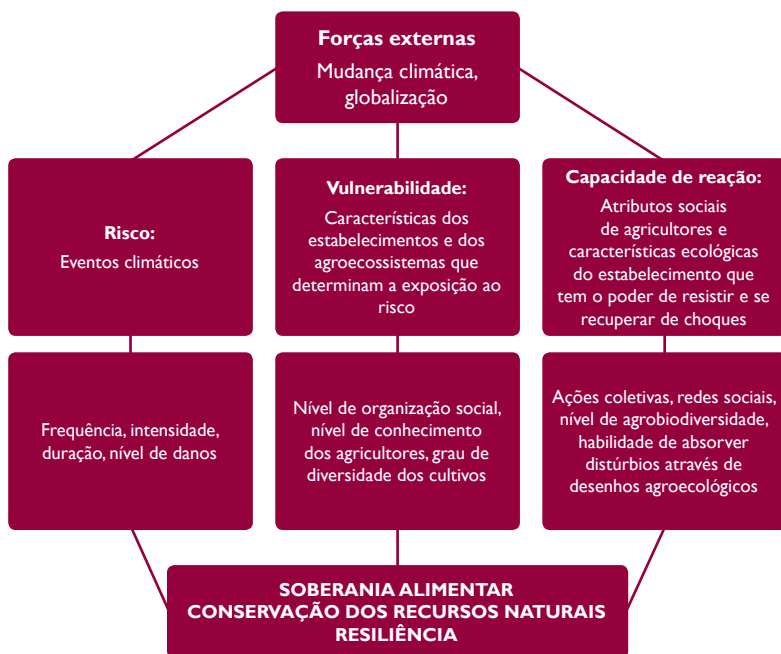 Forças externas
Mudança climática,
globalização
Risco:
Eventos climáticos
Vulnerabilidade:
Características dos
estabelecimentos e dos
agroecossistemas que
determinam a exposição ao
risco
Capacidade de reação:
Atributos sociais
de agricultores e
características ecológicas
do estabelecimento que
tem o poder de resistir e se
recuperar de choques
Frequência, intensidade,
duração, nível de danos
Nível de organização social,
nível de conhecimento
dos agricultores, grau de
diversidade dos cultivos
Ações coletivas, redes sociais,
nível de agrobiodiversidade,
habilidade de absorver
distúrbios através de
desenhos agroecológicos
SOBERANIA ALIMENTAR
CONSERVAÇÃO DOS RECURSOS NATURAIS
RESILIÊNCIA